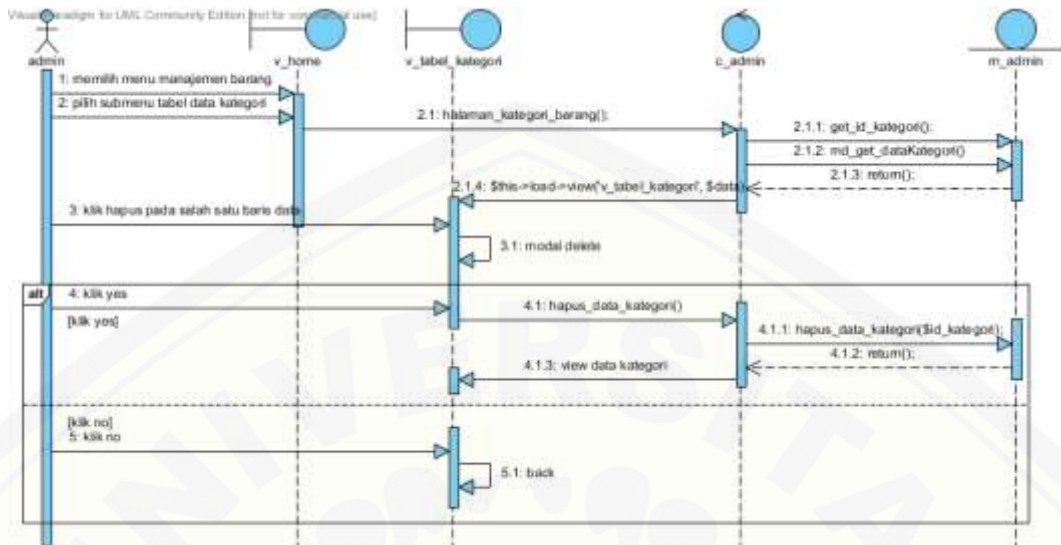 Visual Paradigm for UML Community Edition [not for commercial use]
admin
v_home
v_tabel_kategori
c_admin
m_admin
1: memilih menu manajemen barang
2: pilih submenu tabel data kategori
2.1: halaman_kategori_barang();
2.1.1: get_id_kategori();
2.1.2: md_get_dataKategori()
2.1.3: return();
2.1.4: $this->load->view('v_tabel_kategori', $data);
3: klik hapus pada salah satu baris data
3.1: modal delete
alt
4: klik yes
[klik yes]
4.1: hapus_data_kategori()
4.1.1: hapus_data_kategori($id_kategori);
4.1.2: return();
4.1.3: view data kategori
[klik no]
5: klik no
5.1: back
UNIVERSITA